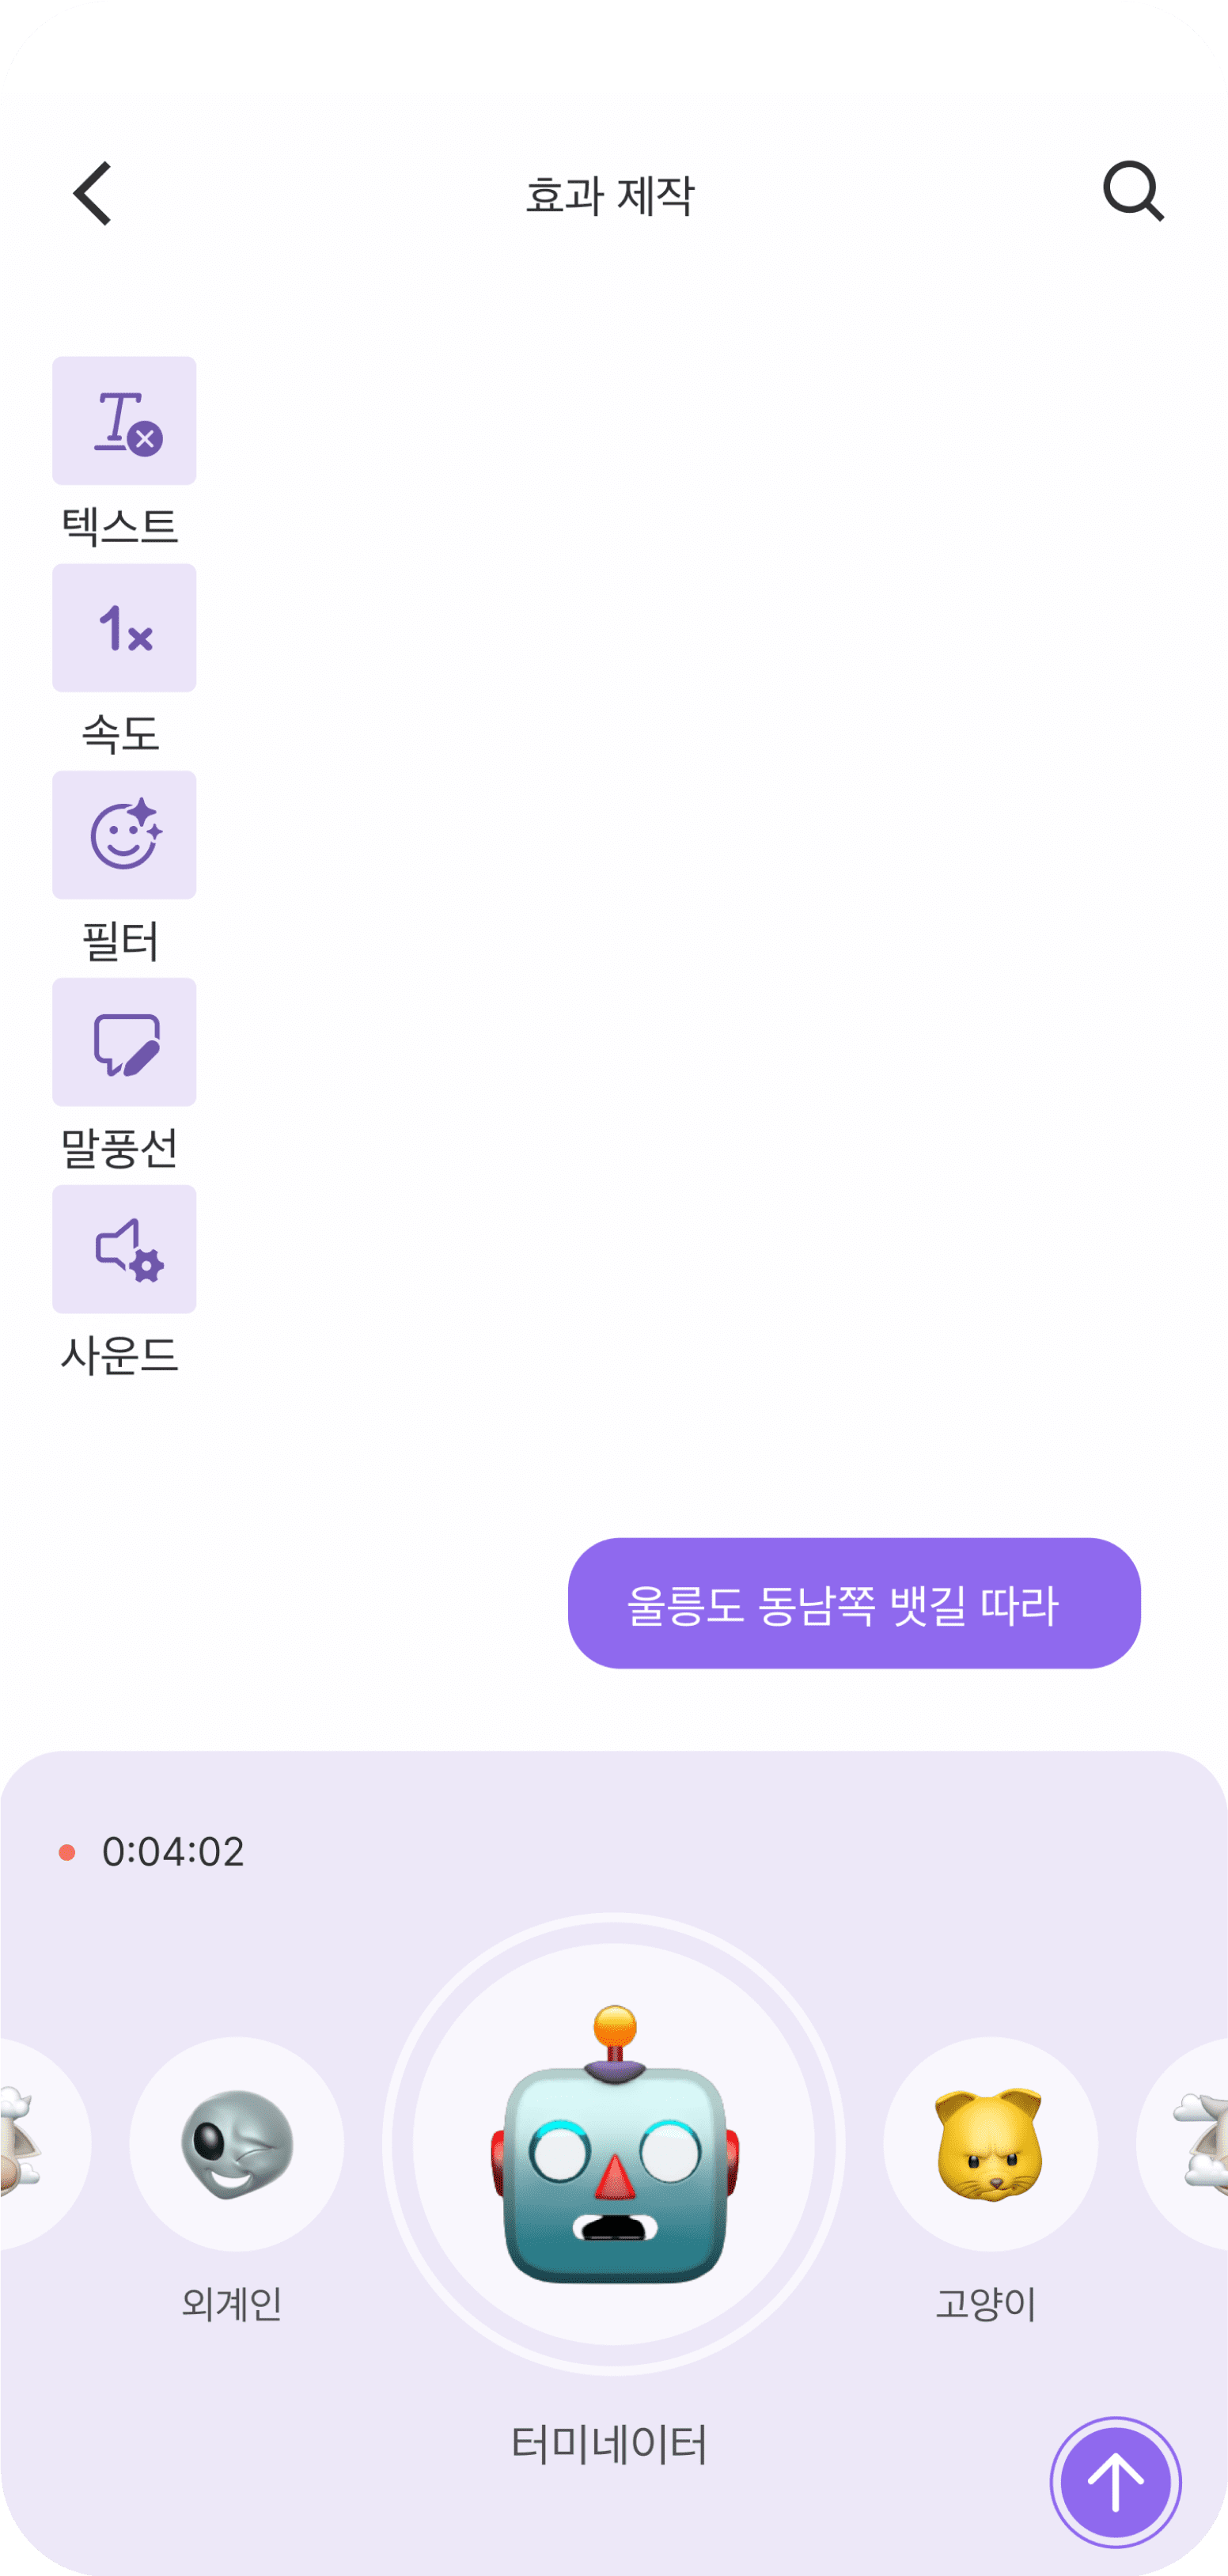 효과 제작
텍스트
1x
속도
필터
말풍선
사운드
울릉도 동남쪽 뱃길 따라
0:04:02
외계인
고양이
터미네이터